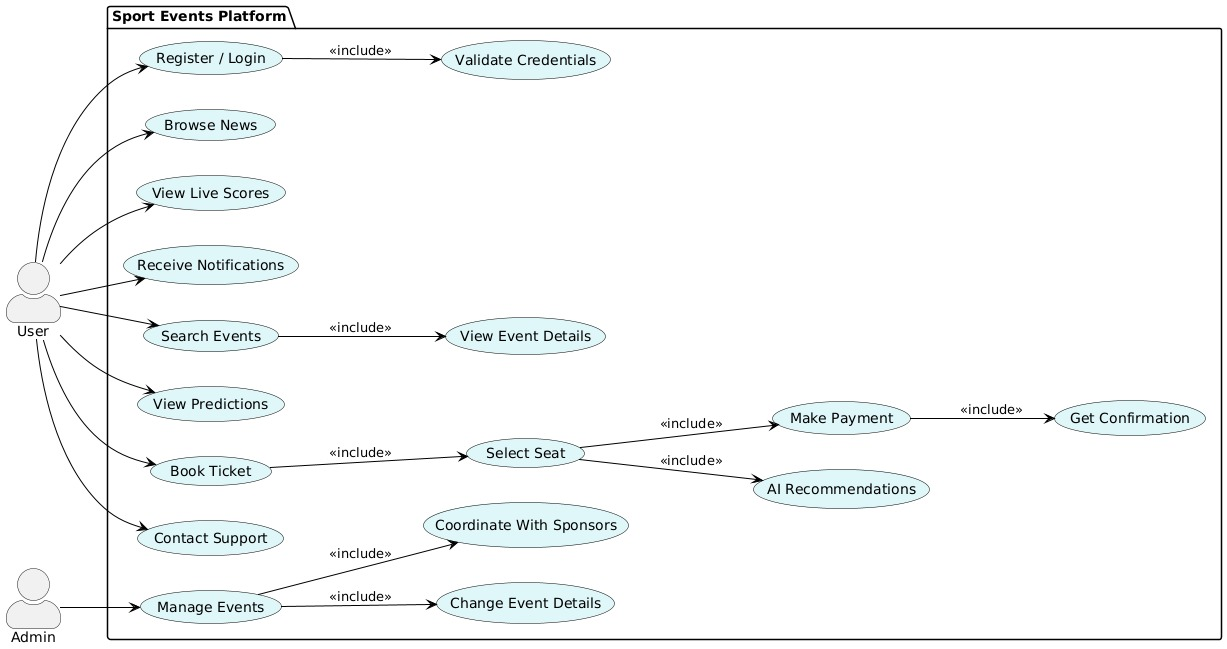 Sport Events Platform
Register / Login
«include»
Validate Credentials
Browse News
View Live Scores
Receive Notifications
User
Search Events
«include»
View Event Details
View Predictions
Book Ticket
«include»
Select Seat
«include»
Make Payment
«include»
Get Confirmation
«include»
AI Recommendations
Contact Support
Admin
Manage Events
«include»
Coordinate With Sponsors
«include»
Change Event Details